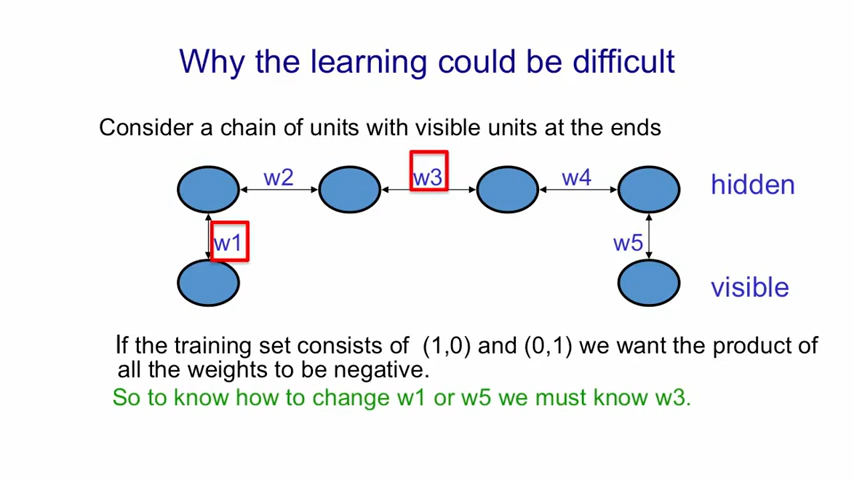 Why the learning could be difficult
Consider a chain of units with visible units at the ends
w2
w3
w4
hidden
w1
w5
visible
If the training set consists of (1,0) and (0,1) we want the product of
all the weights to be negative.
So to know how to change w1 or w5 we must know w3.